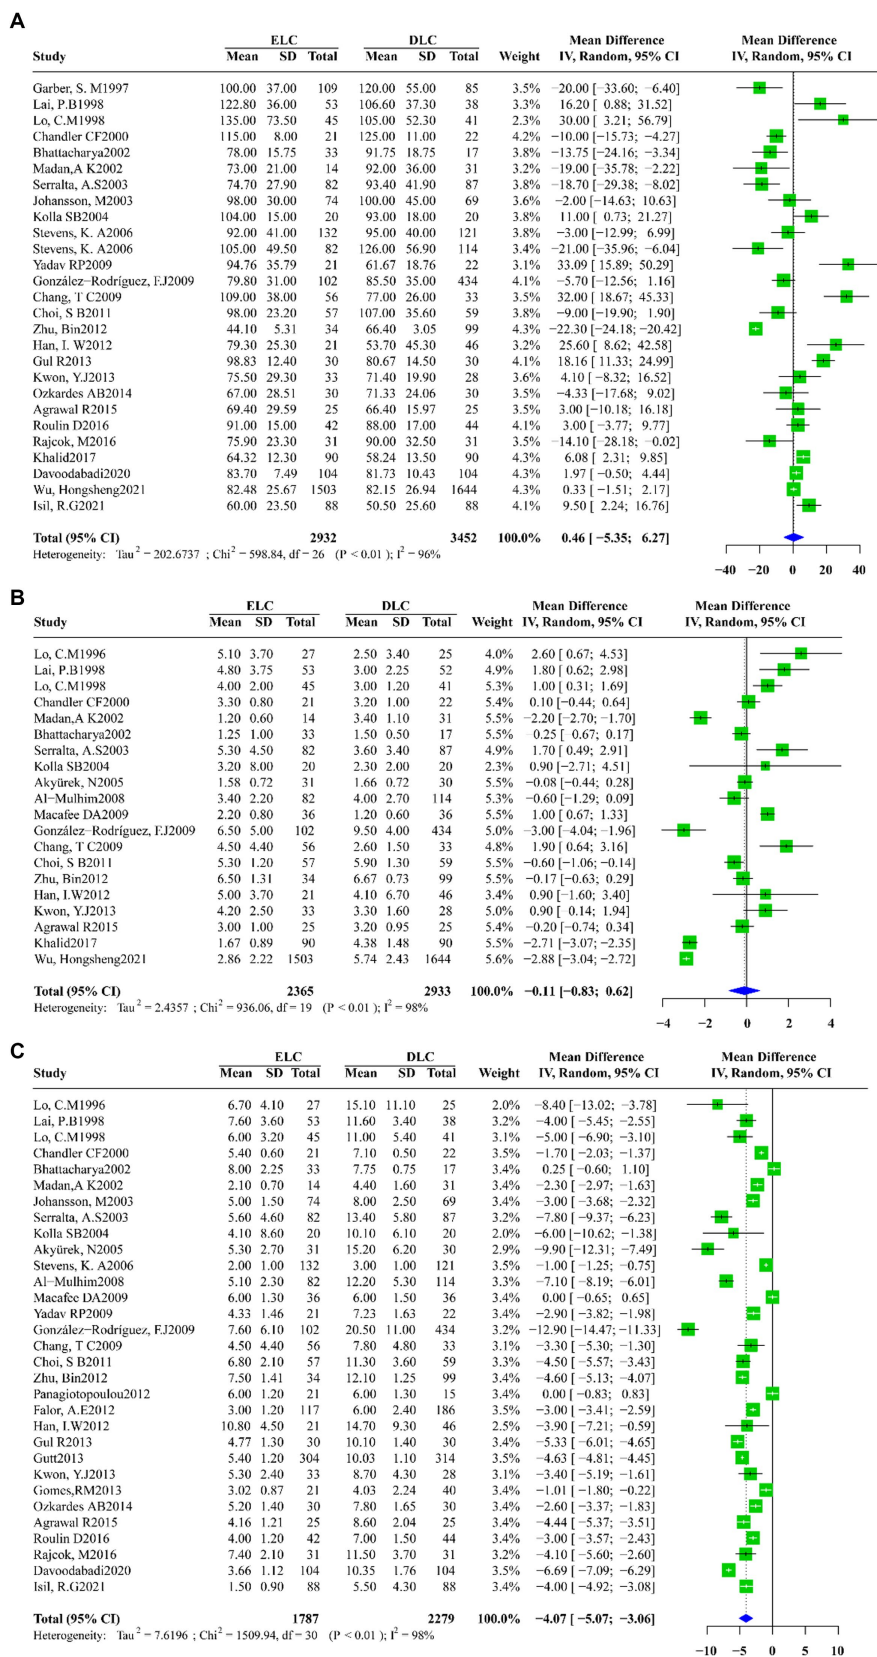 A
ELC DLC Mean Difference Mean Difference
Study Mean SD Total Mean SD Total Weight IV, Random, 95% CI IV, Random, 95% CI
Garber, S. M1997 100.00 37.00 109 120.00 55.00 85 3.5% −20.00 [−33.60; −6.40]
Lai, P.B1998 122.80 36.00 53 106.60 37.30 38 3.3% 16.20 [ 0.88; 31.52]
Lo, C.M1998 135.00 73.50 45 105.00 52.30 41 2.2% 30.00 [ 3.21; 56.79]
Chandler CF2000 115.00 8.00 21 125.00 11.00 22 4.2% −10.00 [−15.73; −4.27]
Bhattacharya2002 78.00 15.75 33 91.75 18.75 17 3.8% −13.75 [−24.16; −3.34]
Madan,A K2002 73.00 21.00 14 92.00 36.00 31 3.1% −19.00 [−35.78; −2.22]
Serralta, A.S2003 74.70 27.90 82 93.40 41.90 87 3.8% −18.70 [−29.38; −8.02]
Johansson, M2003 98.00 30.00 74 100.00 45.00 69 3.6% −2.00 [−14.63; 10.63]
Kolla SB2004 104.00 15.00 20 93.00 18.00 20 3.8% 11.00 [ 0.73; 21.27]
Stevens, K. A2006 92.00 41.00 132 95.00 40.00 121 3.8% −3.00 [−12.99; 6.99]
Stevens, K. A2006 105.00 49.50 82 126.00 56.90 114 3.3% −21.00 [−35.96; −6.04]
Yadav RP2009 94.76 35.79 21 61.67 18.76 22 3.1% 33.09 [ 15.89; 50.29]
González−Rodríguez, F.J2009 79.80 31.00 102 85.50 35.00 434 4.1% −5.70 [−12.56; 1.16]
Chang, T C2009 109.00 38.00 56 77.00 26.00 33 3.5% 32.00 [ 18.67; 45.33]
Choi, S B2011 98.00 23.20 57 107.00 35.60 59 3.7% −9.00 [−19.90; 1.90]
Zhu, Bin2012 44.10 5.31 34 66.40 3.05 99 4.3% −22.30 [−24.18; −20.42]
Han, I. W2012 79.30 25.30 21 53.70 45.30 46 3.1% 25.60 [ 8.62; 42.58]
Gul R2013 98.83 12.40 30 80.67 14.50 30 4.1% 18.16 [ 11.33; 24.99]
Kwon, Y.J2013 75.50 29.30 33 71.40 19.90 28 3.6% 4.10 [ −8.32; 16.52]
Ozkardes AB2014 67.00 28.51 30 71.33 24.06 30 3.5% −4.33 [−17.68; 9.02]
Agrawal R2015 69.40 29.59 25 66.40 15.97 25 3.5% 3.00 [−10.18; 16.18]
Roulin D2016 91.00 15.00 42 88.00 17.00 44 4.1% 3.00 [ −3.77; 9.77]
Rajcok, M2016 75.90 23.30 31 90.00 32.50 31 3.4% −14.10 [−28.18; −0.02]
Khalid2017 64.32 12.30 90 58.24 13.50 90 4.3% 6.08 [ 2.31; 9.85]
Davoodabadi2020 83.70 7.49 104 81.73 10.43 104 4.3% 1.97 [ −0.50; 4.44]
Wu, Hongsheng2021 82.48 25.67 1503 82.15 26.94 1644 4.3% 0.33 [ −1.51; 2.17]
Isil, R.G2021 60.00 23.50 88 50.50 25.60 88 4.1% 9.50 [ 2.24; 16.76]
Total (95% CI) 2932 3452 100.0% 0.46 [ −5.35; 6.27]
Heterogeneity: Tau² = 202.6737 ; Chi² = 598.84, df = 26 (P < 0.01 ); I² = 96%
−40 −20 0 20 40
B
ELC DLC Mean Difference Mean Difference
Study Mean SD Total Mean SD Total Weight IV, Random, 95% CI IV, Random, 95% CI
Lo, C.M1996 5.10 3.70 27 2.50 3.40 25 4.0% 2.60 [ 0.67; 4.53]
Lai, P.B1998 4.80 3.75 53 3.00 2.25 52 4.9% 1.80 [ 0.62; 2.98]
Lo, C.M1998 4.00 2.00 45 3.00 1.20 41 5.3% 1.00 [ 0.31; 1.69]
Chandler CF2000 3.30 0.80 21 3.20 1.00 22 5.4% 0.10 [−0.44; 0.64]
Madan,A K2002 1.20 0.60 14 3.40 1.10 31 5.4% −2.20 [−2.70; −1.70]
Bhattacharya2002 1.25 1.00 33 1.50 0.50 17 5.5% −0.25 [ 0.67; 0.17]
Serralta, A.S2003 5.30 4.50 82 3.60 3.40 87 4.9% 1.70 [ 0.49; 2.91]
Kolla SB2004 3.20 8.00 20 2.30 2.00 20 2.4% 0.90 [−2.71; 4.51]
Akyürek, N2005 1.58 0.72 31 1.66 0.72 30 5.5% −0.08 [−0.44; 0.28]
Al−Mulhim2008 3.40 2.20 82 4.00 2.70 114 5.3% −0.60 [−1.29; 0.09]
Macafee DA2009 2.20 0.80 36 1.20 0.60 36 5.5% 1.00 [ 0.67; 1.33]
González−Rodríguez, F.J2009 6.50 5.00 102 9.50 4.00 434 5.0% −3.00 [−4.04; −1.96]
Chang, T C2009 4.50 4.40 56 2.60 1.50 33 4.8% 1.90 [ 0.64; 3.16]
Choi, S B2011 5.30 1.20 57 5.90 1.30 59 5.5% −0.60 [−1.06; −0.14]
Zhu, Bin2012 6.50 1.31 34 6.67 0.73 99 5.5% −0.17 [−0.63; 0.29]
Han, I.W2012 5.00 3.70 21 4.10 6.70 46 3.4% 0.90 [−1.60; 3.40]
Kwon, Y.J2013 4.20 2.50 33 3.30 1.60 28 5.0% 0.90 [ 0.14; 1.94]
Agrawal R2015 3.00 1.00 25 3.20 0.95 25 5.4% −0.20 [−0.74; 0.34]
Khalid2017 1.67 0.89 90 4.38 1.48 90 5.5% −2.71 [−3.07; −2.35]
Wu, Hongsheng2021 2.86 2.22 1503 5.74 2.43 1644 5.6% −2.88 [−3.04; −2.72]
Total (95% CI) 2365 2933 100.0% −0.11 [−0.83; 0.62]
Heterogeneity: Tau² = 2.4357 ; Chi² = 936.06, df = 19 (P < 0.01 ); I² = 98%
−4 −2 0 2 4
C
ELC DLC Mean Difference Mean Difference
Study Mean SD Total Mean SD Total Weight IV, Random, 95% CI IV, Random, 95% CI
Lo, C.M1996 6.70 4.10 27 15.10 11.10 25 2.0% −8.40 [−13.02; −3.78]
Lai, P.B1998 7.60 3.60 53 11.60 3.40 38 3.2% −4.00 [ −5.45; −2.55]
Lo, C.M1998 6.00 3.20 45 11.00 5.40 41 3.1% −5.00 [ −6.90; −3.10]
Chandler CF2000 5.40 0.60 21 7.10 0.50 22 3.4% −1.70 [ −2.03; −1.37]
Bhattacharya2002 8.00 2.25 33 7.75 0.75 17 3.4% 0.25 [ −0.60; 1.10]
Madan,A K2002 2.10 0.70 14 4.40 1.60 31 3.4% −2.30 [ −2.97; −1.63]
Johansson, M2003 5.00 1.50 74 8.00 2.50 69 3.4% −3.00 [ −3.68; −2.32]
Serralta, A.S2003 5.60 4.60 82 13.40 5.80 87 3.2% −7.80 [ −9.37; −6.23]
Kolla SB2004 4.10 8.60 20 10.10 6.10 20 2.0% −6.00 [−10.62; −1.38]
Akyürek, N2005 5.30 2.70 31 15.20 6.20 30 2.9% −9.90 [−12.31; −7.49]
Stevens, K. A2006 2.00 1.00 132 3.00 1.00 121 3.4% −1.00 [ −1.25; −0.75]
Al−Mulhim2008 5.10 2.30 82 12.20 5.30 114 3.3% −7.10 [ −8.19; −6.01]
Macafee DA2009 6.00 1.30 36 6.00 1.50 36 3.4% 0.00 [ −0.65; 0.65]
Yadav RP2009 4.33 1.46 21 7.23 1.63 22 3.4% −2.90 [ −3.82; −1.98]
González−Rodríguez, F.J2009 7.60 6.10 102 20.50 11.00 434 3.2% −12.90 [−14.47; −11.33]
Chang, T C2009 4.50 4.40 56 7.80 4.80 33 3.1% −3.30 [ −5.30; −1.30]
Choi, S B2011 6.80 2.10 57 11.30 3.60 59 3.3% −4.50 [ −5.57; −3.43]
Zhu, Bin2012 7.50 1.41 34 12.10 1.25 99 3.4% −4.60 [ −5.13; −4.07]
Panagiotopoulou2012 6.00 1.20 21 6.00 1.30 15 3.4% 0.00 [ −0.83; 0.83]
Falor, A.E2012 3.00 1.20 117 6.00 2.40 186 3.4% −3.00 [ −3.41; −2.59]
Han, I.W2012 10.80 4.50 21 14.70 9.30 46 2.5% −3.90 [ −7.21; −0.59]
Gul R2013 4.77 1.30 30 10.10 1.40 30 3.4% −5.33 [ −6.01; −4.65]
Gutt2013 5.40 1.20 304 10.03 1.10 314 3.4% −4.63 [ −4.81; −4.45]
Kwon, Y.J2013 5.30 2.40 33 8.70 4.30 28 3.2% −3.40 [ −5.19; −1.61]
Gomes,RM2013 3.02 0.87 21 4.03 2.24 40 3.4% −1.01 [ −1.80; −0.22]
Ozkardes AB2014 5.20 1.40 30 7.80 1.65 30 3.4% −2.60 [ −3.37; −1.83]
Agrawal R2015 4.16 1.21 25 8.60 2.04 25 3.4% −4.44 [ −5.37; −3.51]
Roulin D2016 4.00 1.20 42 7.00 1.50 44 3.4% −3.00 [ −3.57; −2.43]
Rajcok, M2016 7.40 2.10 31 11.50 3.70 31 3.2% −4.10 [ −5.60; −2.60]
Davoodabadi2020 3.66 1.12 104 10.35 1.76 104 3.4% −6.69 [ −7.09; −6.29]
Isil, R.G2021 1.50 0.90 88 5.50 4.30 88 3.4% −4.00 [ −4.92; −3.08]
Total (95% CI) 1787 2279 100.0% −4.07 [ −5.07; −3.06]
Heterogeneity: Tau² = 7.6196 ; Chi² = 1509.94, df = 30 (P < 0.01 ); I² = 98%
−10 −5 0 5 10